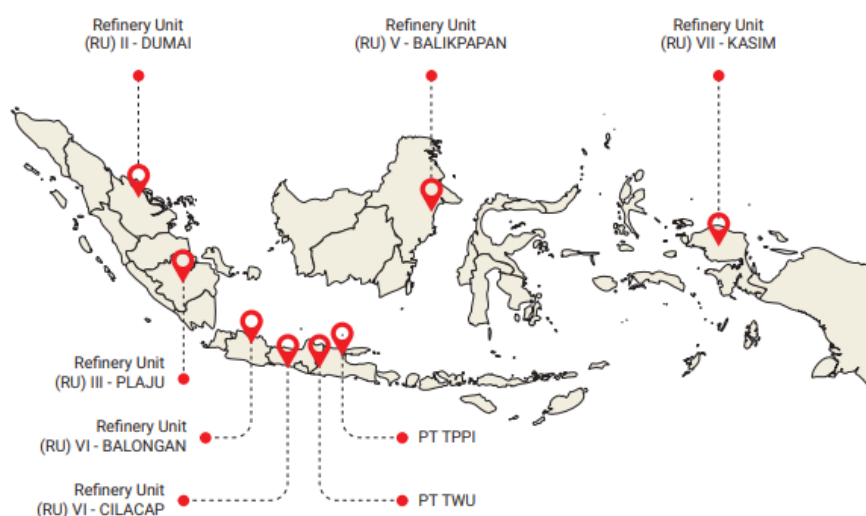 Refinery Unit
(RU) II - DUMAI
Refinery Unit
(RU) V - BALIKPAPAN
Refinery Unit
(RU) VII - KASIM
Refinery Unit
(RU) III - PLAJU
Refinery Unit
(RU) VI - BALONGAN
PT TPPI
Refinery Unit
(RU) VI - CILACAP
PT TWU